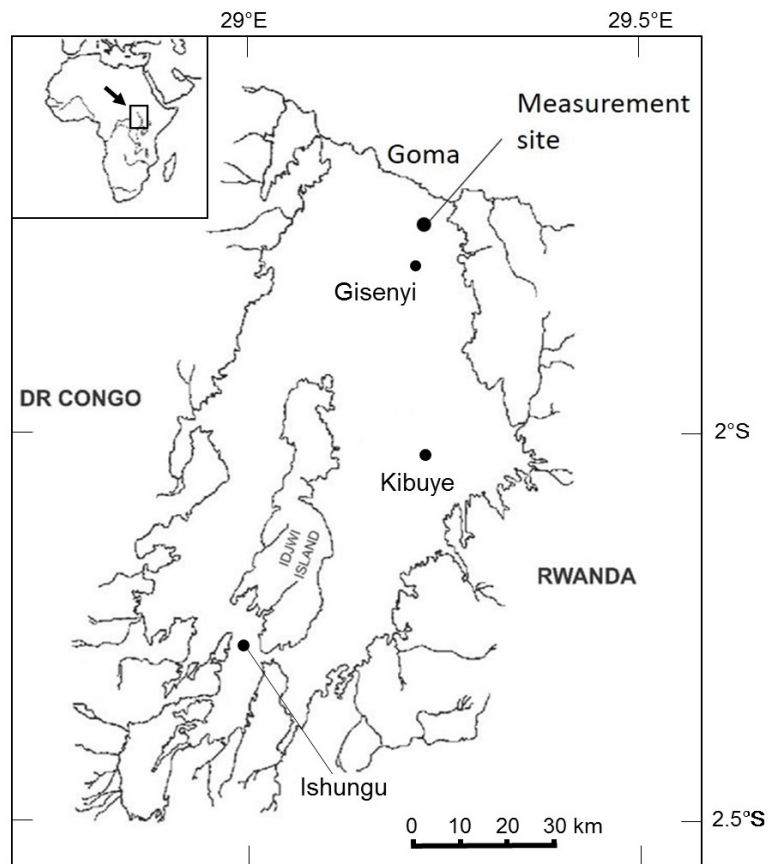 29°E
29.5°E
Measurement
site
Goma
Gisenyi
DR CONGO
2°S
Kibuye
IDJWI
ISLAND
RWANDA
Ishungu
0 10 20 30 km
2.5°S